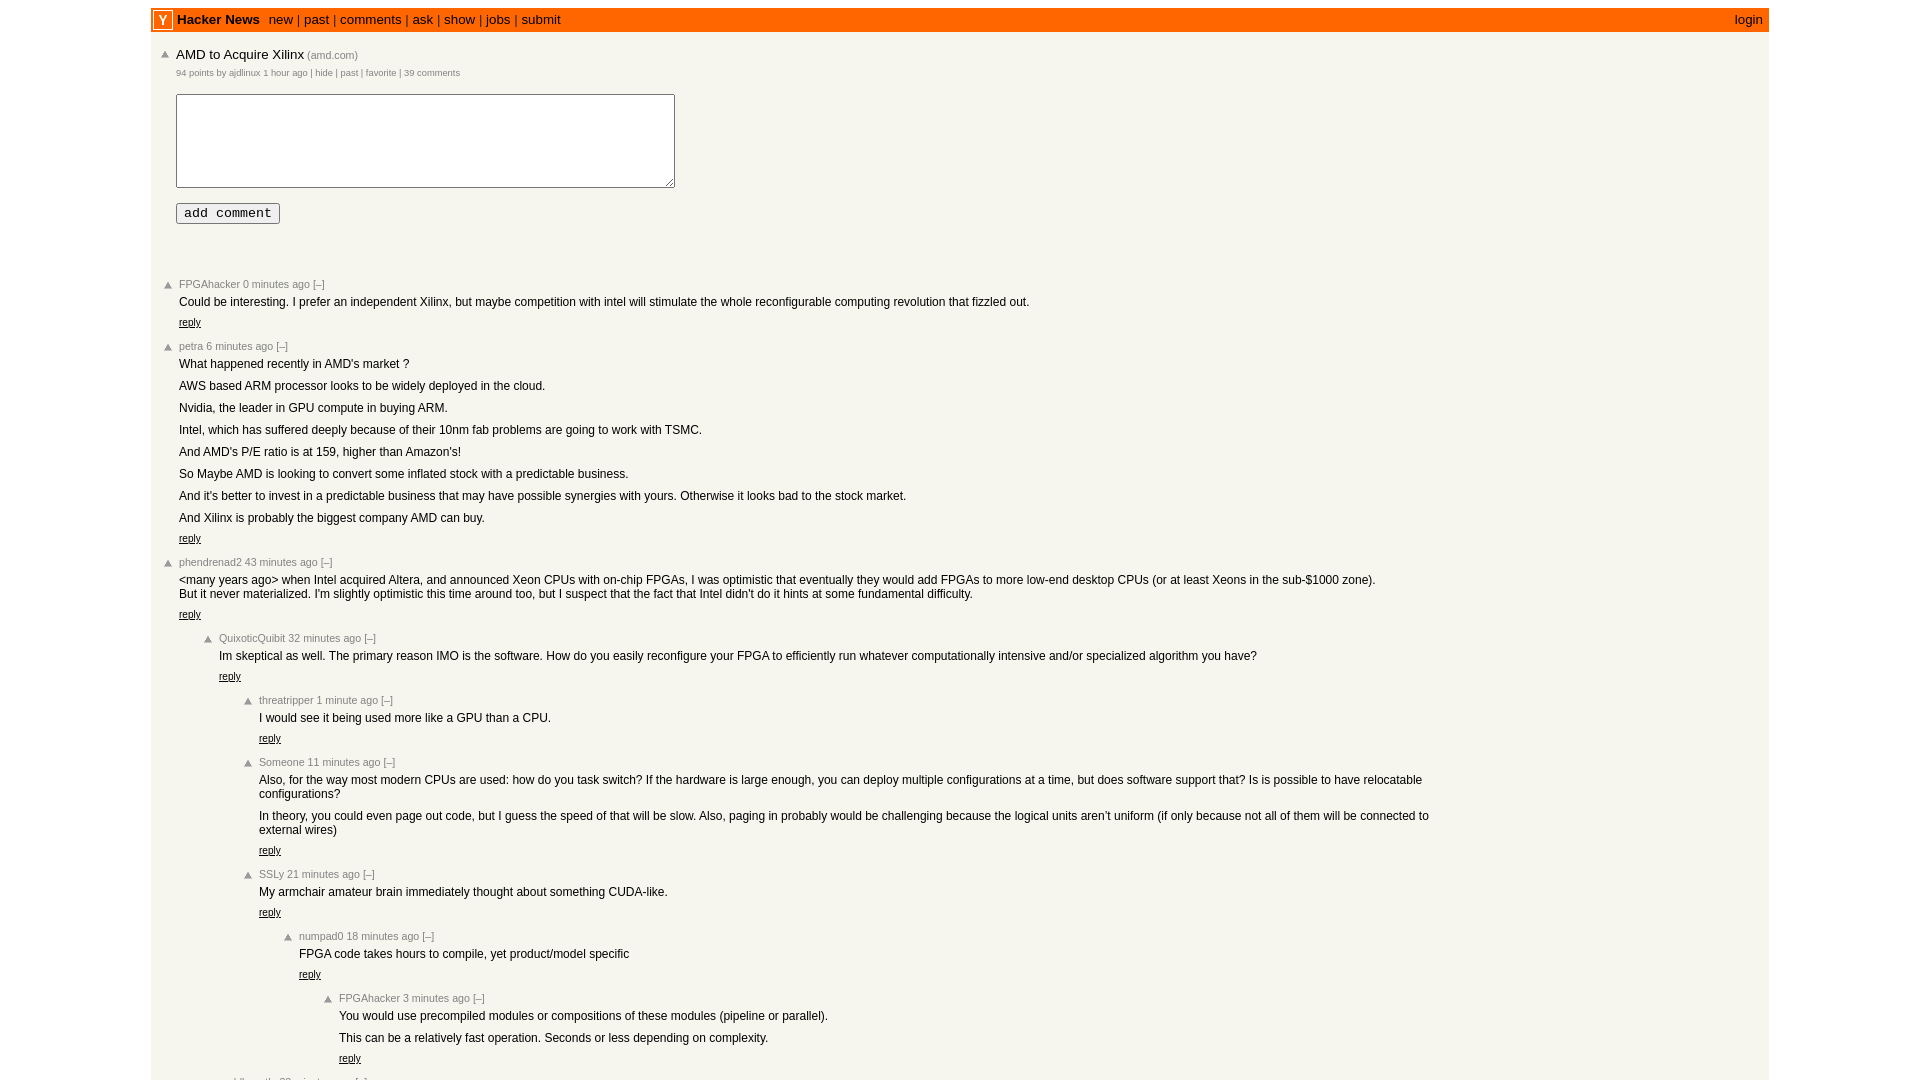 Y Hacker News new | past | comments | ask | show | jobs | submit login
AMD to Acquire Xilinx (amd.com)
94 points by ajdlinux 1 hour ago | hide | past | favorite | 39 comments
add comment
FPGAhacker 0 minutes ago [–]
Could be interesting. I prefer an independent Xilinx, but maybe competition with intel will stimulate the whole reconfigurable computing revolution that fizzled out.
reply
petra 6 minutes ago [–]
What happened recently in AMD's market ?
AWS based ARM processor looks to be widely deployed in the cloud.
Nvidia, the leader in GPU compute in buying ARM.
Intel, which has suffered deeply because of their 10nm fab problems are going to work with TSMC.
And AMD's P/E ratio is at 159, higher than Amazon's!
So Maybe AMD is looking to convert some inflated stock with a predictable business.
And it's better to invest in a predictable business that may have possible synergies with yours. Otherwise it looks bad to the stock market.
And Xilinx is probably the biggest company AMD can buy.
reply
phendrenad2 43 minutes ago [–]
<many years ago> when Intel acquired Altera, and announced Xeon CPUs with on-chip FPGAs, I was optimistic that eventually they would add FPGAs to more low-end desktop CPUs (or at least Xeons in the sub-$1000 zone).
But it never materialized. I'm slightly optimistic this time around too, but I suspect that the fact that Intel didn't do it hints at some fundamental difficulty.
reply
QuixoticQuibit 32 minutes ago [–]
Im skeptical as well. The primary reason IMO is the software. How do you easily reconfigure your FPGA to efficiently run whatever computationally intensive and/or specialized algorithm you have?
reply
threatripper 1 minute ago [–]
I would see it being used more like a GPU than a CPU.
reply
Someone 11 minutes ago [–]
Also, for the way most modern CPUs are used: how do you task switch? If the hardware is large enough, you can deploy multiple configurations at a time, but does software support that? Is is possible to have relocatable
configurations?
In theory, you could even page out code, but I guess the speed of that will be slow. Also, paging in probably would be challenging because the logical units aren’t uniform (if only because not all of them will be connected to
external wires)
reply
SSLy 21 minutes ago [–]
My armchair amateur brain immediately thought about something CUDA-like.
reply
numpad0 18 minutes ago [–]
FPGA code takes hours to compile, yet product/model specific
reply
FPGAhacker 3 minutes ago [–]
You would use precompiled modules or compositions of these modules (pipeline or parallel).
This can be a relatively fast operation. Seconds or less depending on complexity.
reply